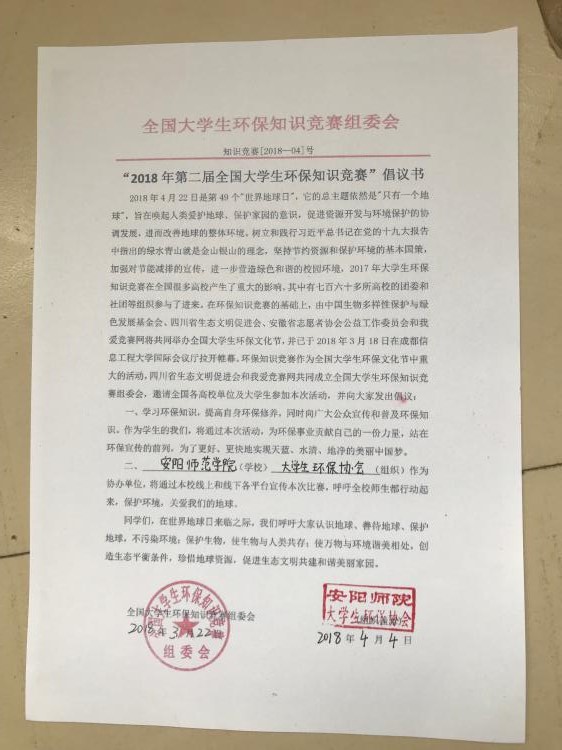 全国大学生环保知识竞赛组委会
知识竞赛[2018—04]号
“2018 年第二届全国大学生环保知识竞赛”倡议书
2018 年 4 月 22 日是第 49 个"世界地球日"，它的总主题依然是"只有一个地
球"，旨在唤起人类爱护地球、保护家园的意识，促进资源开发与环境保护的协
调发展，进而改善地球的整体环境。树立和践行习近平总书记在党的十九大报告
中指出的绿水青山就是金山银山的理念，坚持节约资源和保护环境的基本国策，
加强对节能减排的宣传，进一步营造绿色和谐的校园环境，2017 年大学生环保
知识竞赛在全国很多高校产生了重大的影响，其中有七百六十多所高校的团委和
社团等组织参与了进来。在环保知识竞赛的基础上，由中国生物多样性保护与绿
色发展基金会、四川省生态文明促进会、安徽省志愿者协会公益工作委员会和我
爱竞赛网将共同举办全国大学生环保文化节，并已于 2018 年 3 月 18 日在成都信
息工程大学国际会议厅拉开帷幕。环保知识竞赛作为全国大学生环保文化节中重
大的活动，四川省生态文明促进会和我爱竞赛网共同成立全国大学生环保知识竞
赛组委会，邀请全国各高校单位及大学生参加本次活动，并向大家发出倡议：
一、学习环保知识，提高自身环保修养，同时向广大公众宣传和普及环保知
识。作为学生的我们，将通过本次活动，为环保事业贡献自己的一份力量，站在
环保宣传的前列。为了更好、更快地实现天蓝、水清、地净的美丽中国梦。
二、安阳师范学院（学校）大学生环保协会（组织）作为
协办单位，将通过本校线上和线下各平台宣传本次比赛，呼吁全校师生都行动起
来，保护环境，关爱我们的地球。
同学们，在世界地球日来临之际，我们呼吁大家认识地球、善待地球、保护
地球，不污染环境；保护生物，使生物与人类共存；使万物与环境谐美相处，创
造生态平衡条件，珍惜地球资源，促进生态文明共建和谐美丽家园。
全国大学生环保知识竞赛组委会
2018 年 3 月 22 日
组委会
安阳师院
大学生环保协会
2018 年 4 月 4 日